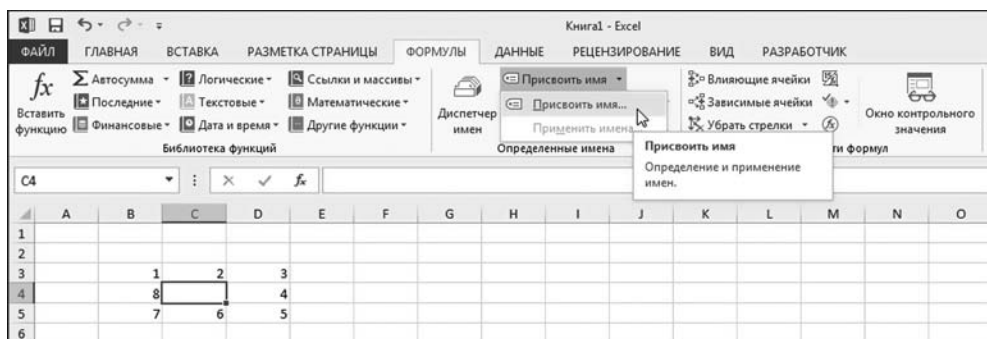 Книга1 - Excel
ФАЙЛ ГЛАВНАЯ ВСТАВКА РАЗМЕТКА СТРАНИЦЫ ФОРМУЛЫ ДАННЫЕ РЕЦЕНЗИРОВАНИЕ ВИД РАЗРАБОТЧИК
fx Вставить функцию
Σ Автосумма
Последние
Финансовые
Логические
Текстовые
Дата и время
Ссылки и массивы
Математические
Другие функции
Библиотека функций
Диспетчер имен
Присвоить имя
Присвоить имя...
Применить имена
Определенные имена
Присвоить имя
Определение и применение
имен.
Влияющие ячейки
Зависимые ячейки
Убрать стрелки
ти формул
Окно контрольного
значения
C4 fx
A B C D E F G H I J K L M N O
1
2
3 1 2 3
4 8 4
5 7 6 5
6